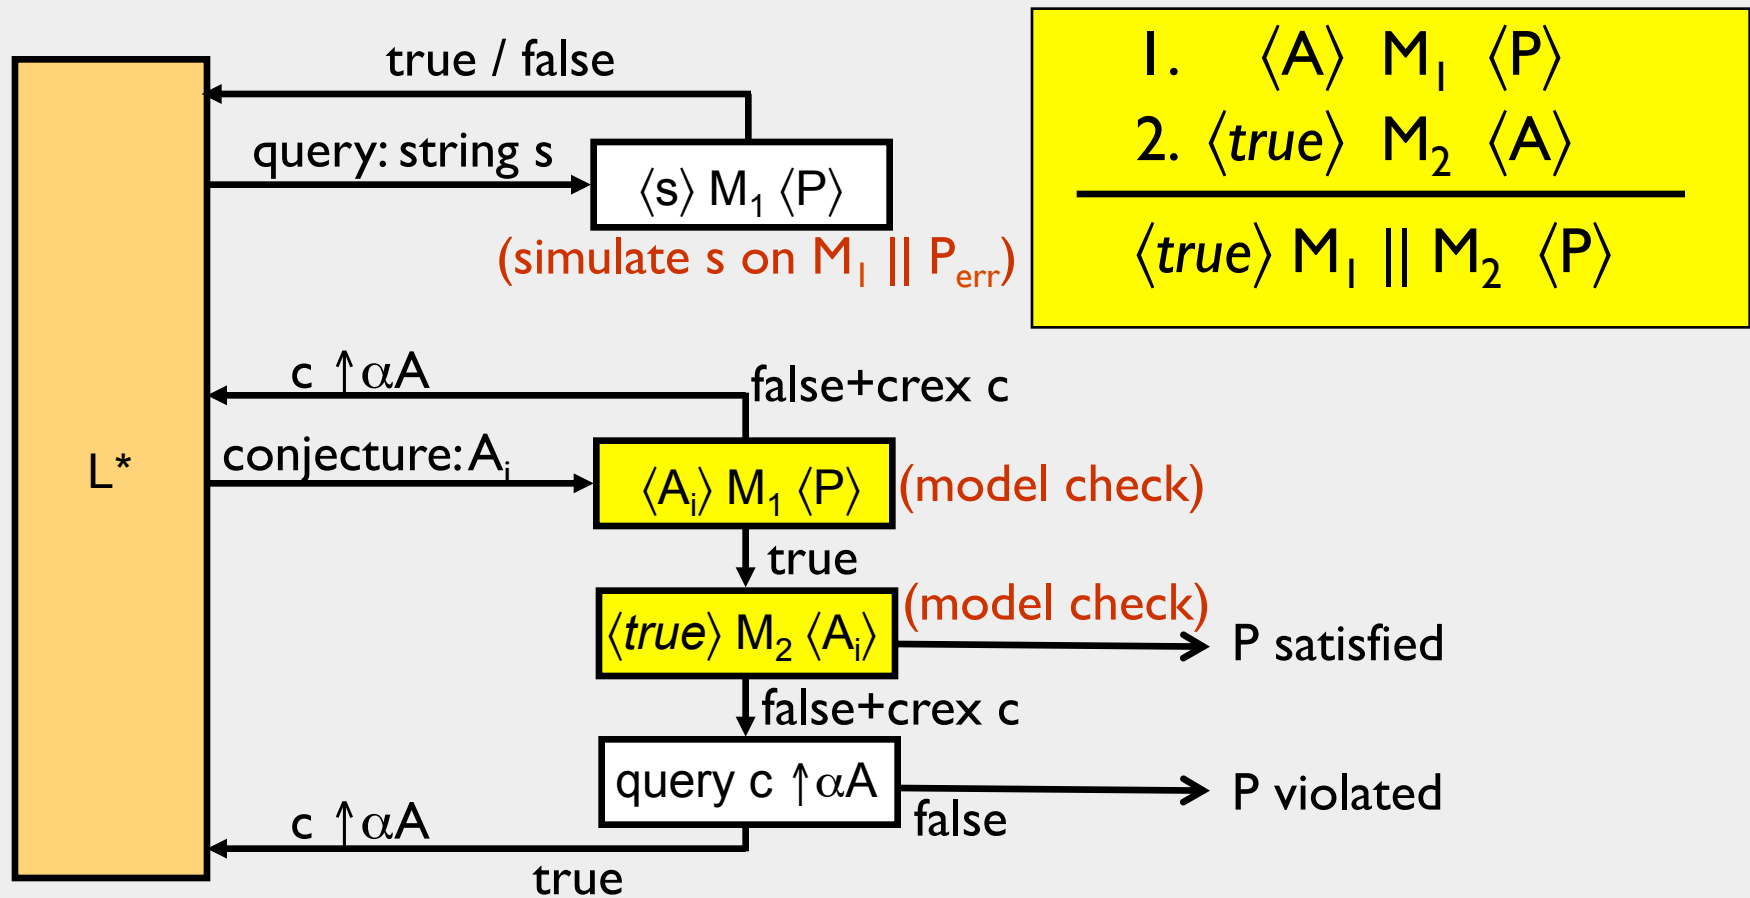 true / false
query: string s
⟨s⟩ M₁ ⟨P⟩
(simulate s on M₁ || P_err)
1. ⟨A⟩ M₁ ⟨P⟩
2. ⟨true⟩ M₂ ⟨A⟩
⟨true⟩ M₁ || M₂ ⟨P⟩
c ↑αA
false+crex c
L*
conjecture: Aᵢ
⟨Aᵢ⟩ M₁ ⟨P⟩
(model check)
true
⟨true⟩ M₂ ⟨Aᵢ⟩
(model check)
P satisfied
false+crex c
query c ↑αA
false
P violated
c ↑αA
true